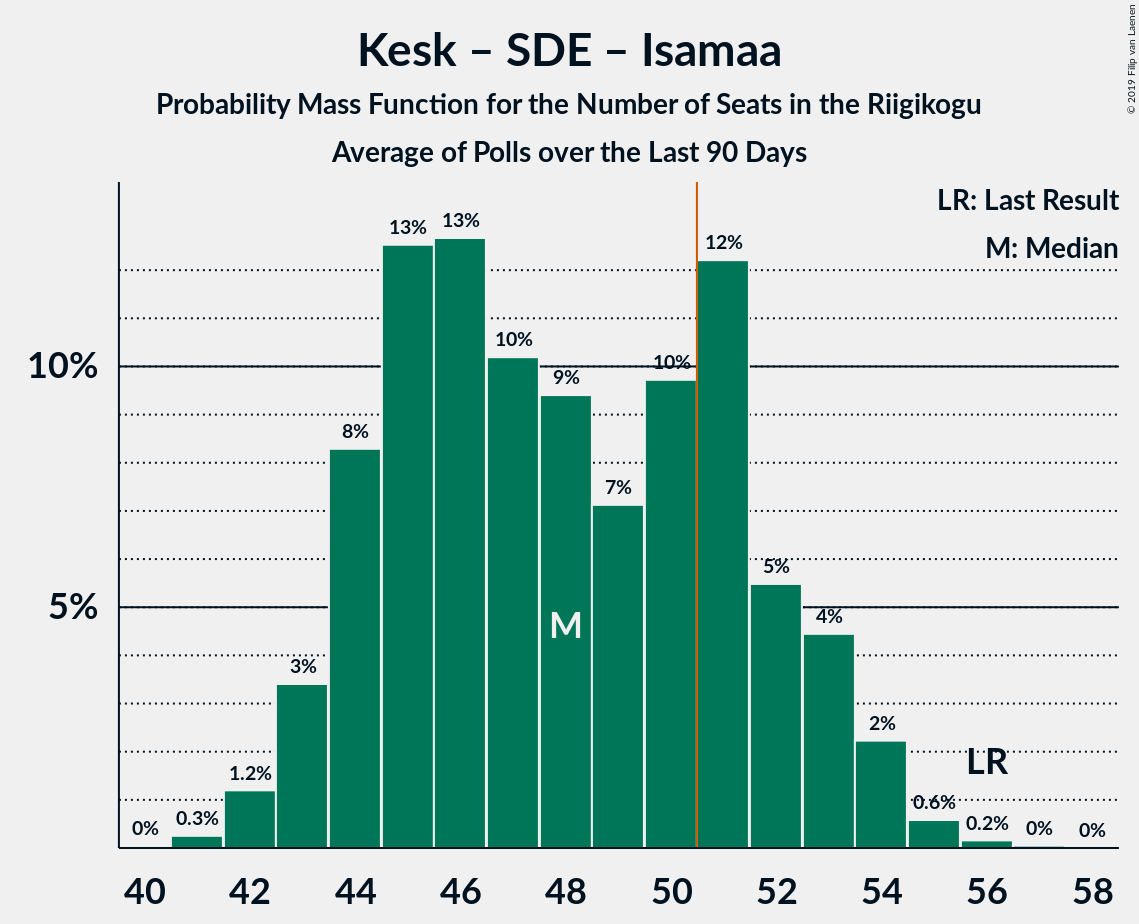 Kesk – SDE – Isamaa
Probability Mass Function for the Number of Seats in the Riigikogu
Average of Polls over the Last 90 Days
© 2019 Filip van Laenen
LR: Last Result
M: Median
10%
5%
0%
0.3%
1.2%
3%
8%
13%
13%
10%
9%
7%
10%
12%
5%
4%
2%
0.6%
0.2%
0%
0%
M
LR
40 42 44 46 48 50 52 54 56 58